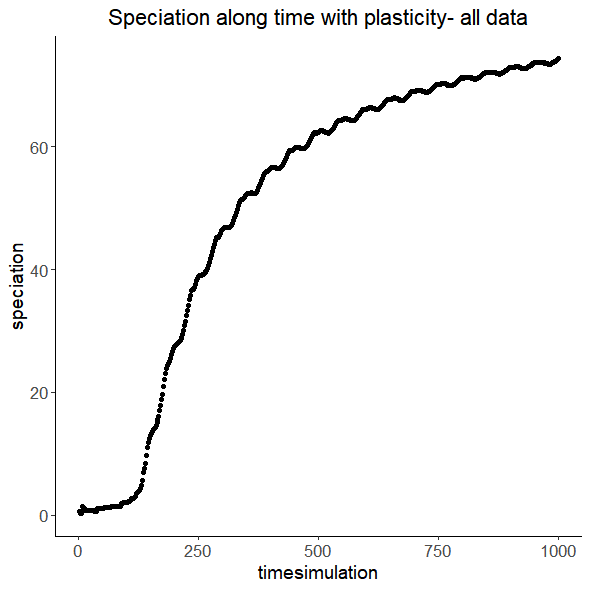 Speciation along time with plasticity- all data
speciation
60
40
20
0
0 250 500 750 1000
timesimulation